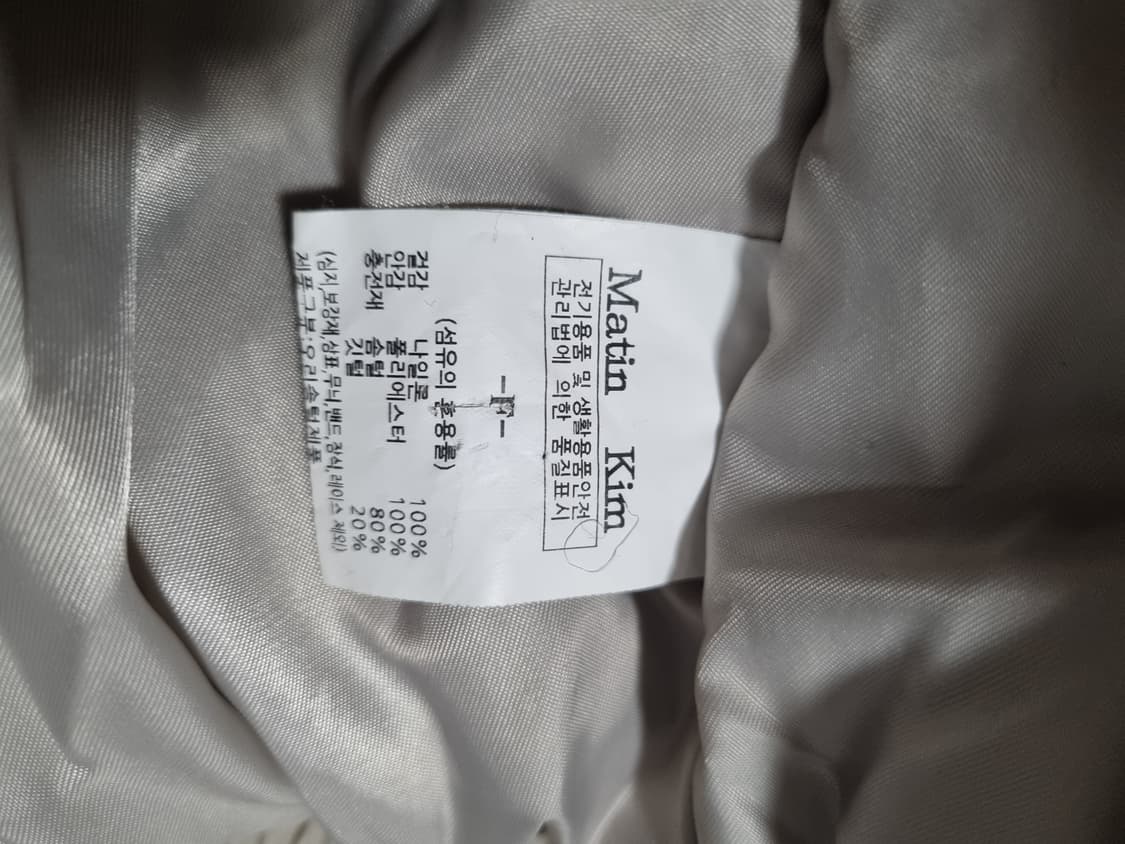 Matin Kim
전기용품 및 생활용품안전
관리법에 의한 품질표시
-F-
(섬유의 혼용률)
겉감 나일론 100%
안감 폴리에스터 100%
충전재 솜털 80%
깃털 20%
(심지,보강재,상표,무늬,밴드,장식,레이스 제외)
제품구분:오리솜털제품